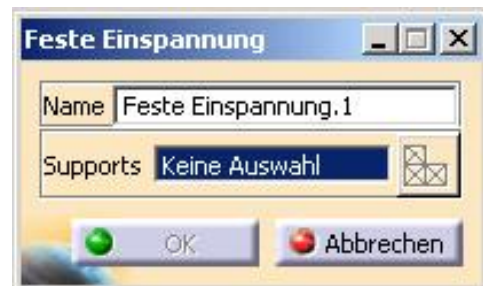 Feste Einspannung
Name Feste Einspannung.1
Supports Keine Auswahl
OK Abbrechen